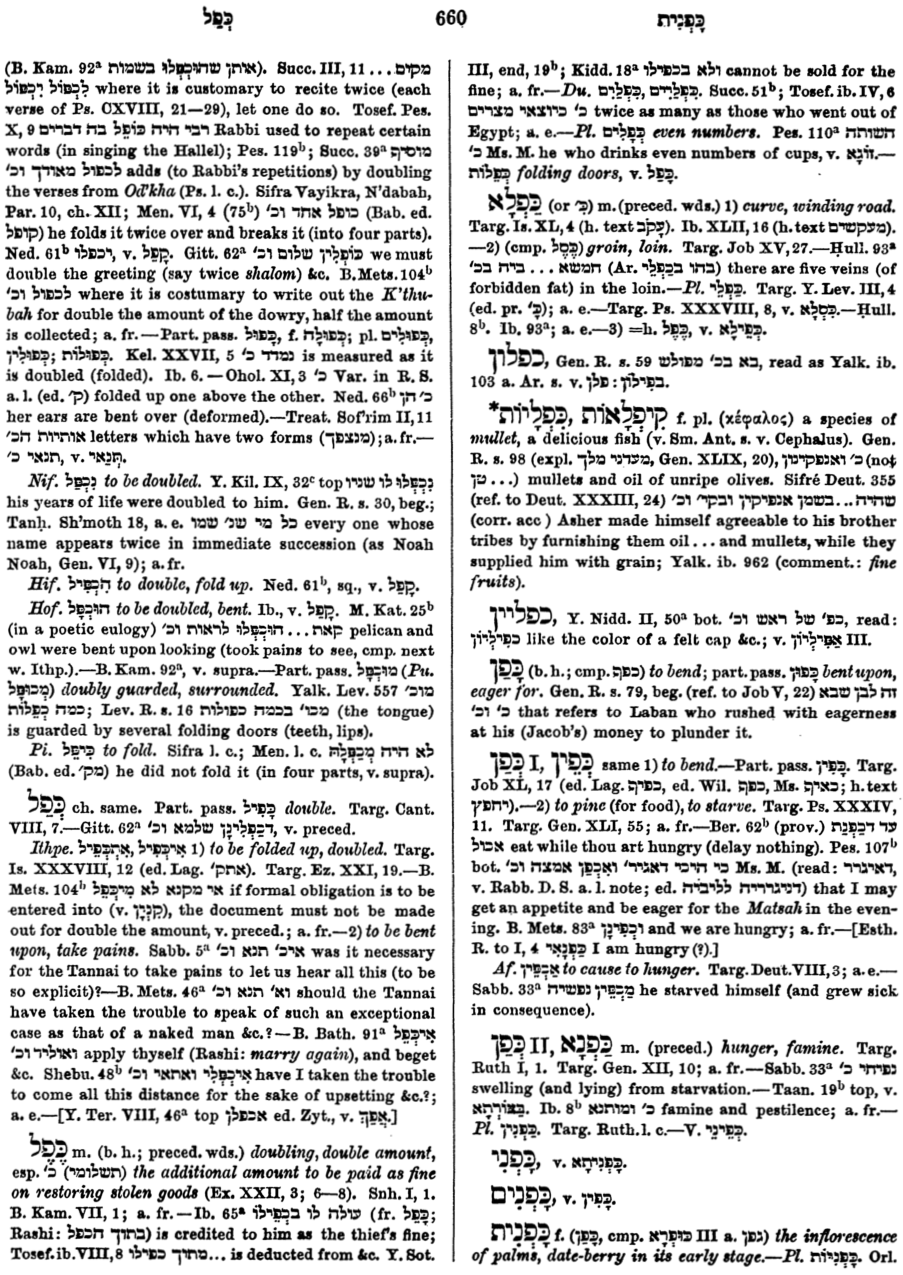 כְּפַל
660
כָּפְנִית
(B. Kam. 92ᵃ אותן שהוּכְפְּלוּ בשמות). Succ. III, 11 ... מקום
לִכְפּוֹל יִכְפּוֹל where it is customary to recite twice (each
verse of Ps. CXVIII, 21—29), let one do so. Tosef. Pes.
X, 9 רבי היה כּוֹפֵל בה דברים Rabbi used to repeat certain
words (in singing the Hallel); Pes. 119ᵇ; Succ. 39ᵃ מוסיף
לכפול מאודך וכ' adds (to Rabbi's repetitions) by doubling
the verses from Od'kha (Ps. l. c.). Sifra Vayikra, N'dabah,
Par. 10, ch. XII; Men. VI, 4 (75ᵇ) כופל אחד וכ' (Bab. ed.
קופל) he folds it twice over and breaks it (into four parts).
Ned. 61ᵇ ויכפלו, v. קָפַל. Gitt. 62ᵃ כּוֹפְלִין שלום וכ' we must
double the greeting (say twice shalom) &c. B.Mets. 104ᵇ
לכפול וכ' where it is costumary to write out the K'thu-
bah for double the amount of the dowry, half the amount
is collected; a. fr.—Part. pass. כָּפוּל, f. כְּפוּלָה; pl. כְּפוּלִים,
כְּפוּלִין; כְּפוּלוֹת. Kel. XXVII, 5 נמדד כ' is measured as it
is doubled (folded). Ib. 6.—Ohol. XI, 3 כ' Var. in R. S.
a. l. (ed. ק') folded up one above the other. Ned. 66ᵇ כ' הן
her ears are bent over (deformed).—Treat. Sof'rim II, 11
אותיות הכ' letters which have two forms (מנצפך); a. fr.—
תנאי כ', v. תְּנַאי.
Nif. נִכְפַּל to be doubled. Y. Kil. IX, 32ᶜ top נִכְפְּלוּ לו שניו
his years of life were doubled to him. Gen. R. s. 30, beg.;
Tanḥ. Sh'moth 18, a. e. כל מי שנ' שמו every one whose
name appears twice in immediate succession (as Noah
Noah, Gen. VI, 9); a. fr.
Hif. הִכְפִּיל to double, fold up. Ned. 61ᵇ, sq., v. קָפַל.
Hof. הוּכְפַּל to be doubled, bent. Ib., v. קָפַל. M. Kat. 25ᵇ
(in a poetic eulogy) קאת ... הוּכְפְּלוּ לראות וכ' pelican and
owl were bent upon looking (took pains to see, cmp. next
w. Ithp.).—B. Kam. 92ᵃ, v. supra.—Part. pass. מוּכְפָּל (Pu.
מְכוּפָּל) doubly guarded, surrounded. Yalk. Lev. 557 מוכ'
כמה כְּפֵלוֹת; Lev. R. s. 16 מכו' בכמה כפולות (the tongue)
is guarded by several folding doors (teeth, lips).
Pi. כִּיפֵּל to fold. Sifra l. c.; Men. l. c. לא היה מְכַפְּלָהּ
(Bab. ed. מק') he did not fold it (in four parts, v. supra).
כְּפַל ch. same. Part. pass. כָּפֵיל double. Targ. Cant.
VIII, 7.—Gitt. 62ᵃ דכָפְלִינָן שלמא וכ', v. preced.
Ithpe. אִיכְּפֵיל, אִתְכְּפֵיל 1) to be folded up, doubled. Targ.
Is. XXXVIII, 12 (ed. Lag. אתק'). Targ. Ez. XXI, 19.—B.
Mets. 104ᵇ אי מקנא לא מִיכְּפַל if formal obligation is to be
entered into (v. קִנְיָן), the document must not be made
out for double the amount, v. preced.; a. fr.—2) to be bent
upon, take pains. Sabb. 5ᵃ איכ' תנא וכ' was it necessary
for the Tannai to take pains to let us hear all this (to be
so explicit)?—B. Mets. 46ᵃ וא' תנא וכ' should the Tannai
have taken the trouble to speak of such an exceptional
case as that of a naked man &c.?—B. Bath. 91ᵃ אִיכְּפַל
ואוליד וכ' apply thyself (Rashi: marry again), and beget
&c. Shebu. 48ᵇ אִיכְּפְלִי ואתאי וכ' have I taken the trouble
to come all this distance for the sake of upsetting &c.?;
a. e.—[Y. Ter. VIII, 46ᵃ top אכפלן ed. Zyt., v. אֲפַךְ.]
כֶּפֶל m. (b. h.; preced. wds.) doubling, double amount,
esp. כ' (תשלומי) the additional amount to be paid as fine
on restoring stolen goods (Ex. XXII, 3; 6—8). Snh. I, 1.
B. Kam. VII, 1; a. fr.—Ib. 65ᵃ עולה לו בכְפֵילוֹ (fr. כָּפֵל;
Rashi: בתוך הכפל) is credited to him as the thief's fine;
Tosef. ib. VIII, 8 מתוך כפילו ... is deducted from &c. Y. Sot.
III, end, 19ᵇ; Kidd. 18ᵃ ולא בכפילו cannot be sold for the
fine; a. fr.—Du. כִּפְלַיִים, כִּפְלַיִם. Succ. 51ᵇ; Tosef. ib. IV, 6
כ' כיוצאי מצרים twice as many as those who went out of
Egypt; a. e.—Pl. כְּפָלִים even numbers. Pes. 110ᵃ השותה
כ' Ms. M. he who drinks even numbers of cups, v. זוּגָא.—
כְּפֵלוֹת folding doors, v. כָּפַל.
כַּפְלָא (or כ') m. (preced. wds.) 1) curve, winding road.
Targ. Is. XL, 4 (h. text עָקֹב). Ib. XLII, 16 (h. text מעקשים).
—2) (cmp. כֶּסֶל) groin, loin. Targ. Job XV, 27.—Ḥull. 93ᵃ
חמשא ... ביה בכ' (Ar. בהו בכַפְלֵי) there are five veins (of
forbidden fat) in the loin.—Pl. כַּפְלֵי. Targ. Y. Lev. III, 4
(ed. pr. כִּ'); a. e.—Targ. Ps. XXXVIII, 8, v. כִּסְלָא.—Ḥull.
8ᵇ. Ib. 93ᵃ; a. e.—3) =h. כֶּפֶל, v. כְּפֵילָא.
כפלון, Gen. R. s. 59 בא בכ' מפולש, read as Yalk. ib.
103 a. Ar. s. v. פלן: בפילון.
*קִיפְלָאוֹת, כִּפְלָיוֹת f. pl. (κέφαλος) a species of
mullet, a delicious fish (v. Sm. Ant. s. v. Cephalus). Gen.
R. s. 98 (expl. מעדני מלך, Gen. XLIX, 20), כ' ואנפקינון (not
טן ...) mullets and oil of unripe olives. Sifré Deut. 355
(ref. to Deut. XXXIII, 24) שהיה ... בשמן אנפיקין ובקי' וכ'
(corr. acc) Asher made himself agreeable to his brother
tribes by furnishing them oil ... and mullets, while they
supplied him with grain; Yalk. ib. 962 (comment.: fine
fruits).
כפליין, Y. Nidd. II, 50ᵃ bot. כפ' של ראש וכ', read:
כפִילְיוֹן like the color of a felt cap &c.; v. אַפִּילְיוֹן III.
כָּפַן (b. h.; cmp. כפף) to bend; part. pass. כָּפוּן bent upon,
eager for. Gen. R. s. 79, beg. (ref. to Job V, 22) זה לבן שבא
כ' וכ' that refers to Laban who rushed with eagerness
at his (Jacob's) money to plunder it.
כְּפַן I, כְּפֵין same 1) to bend.—Part. pass. כְּפִין. Targ.
Job XL, 17 (ed. Lag. כפיף, ed. Wil. כפף, Ms. כאיף; h. text
יחפץ).—2) to pine (for food), to starve. Targ. Ps. XXXIV,
11. Targ. Gen. XLI, 55; a. fr.—Ber. 62ᵇ (prov.) עד דכָפְנַת
אכול eat while thou art hungry (delay nothing). Pes. 107ᵇ
bot. כי היכי דאגיר' ואִכְפַן אמצה וכ' Ms. M. (read: דאיגרר,
v. Rabb. D. S. a. l. note; ed. דניגרריה לליביה) that I may
get an appetite and be eager for the Matsah in the even-
ing. B. Mets. 83ᵃ וכָפִינָן and we are hungry; a. fr.—[Esth.
R. to I, 4 כַּפְנָאי I am hungry (?).]
Af. אַכְפֵּין to cause to hunger. Targ. Deut. VIII, 3; a. e.—
Sabb. 33ᵃ מַכְפֵּין נפשיה he starved himself (and grew sick
in consequence).
כְּפַן II, כַּפְנָא m. (preced.) hunger, famine. Targ.
Ruth I, 1. Targ. Gen. XII, 10; a. fr.—Sabb. 33ᵃ נפיחי כ'
swelling (and lying) from starvation.—Taan. 19ᵇ top, v.
בַּצּוֹרְתָּא. Ib. 8ᵇ כ' ומותנא famine and pestilence; a. fr.—
Pl. כַּפְנִין. Targ. Ruth. l. c.—V. כְּפִינֵי.
כָּפְנִי, v. כָּפְנִיתָא.
כָּפְנִים, v. כָּפִין.
כָּפְנִית f. (כָּפַן, cmp. כּוּפְרָא III a. גפן) the inflorescence
of palms, date-berry in its early stage.—Pl. כָּפְנִיּוֹת. Orl.